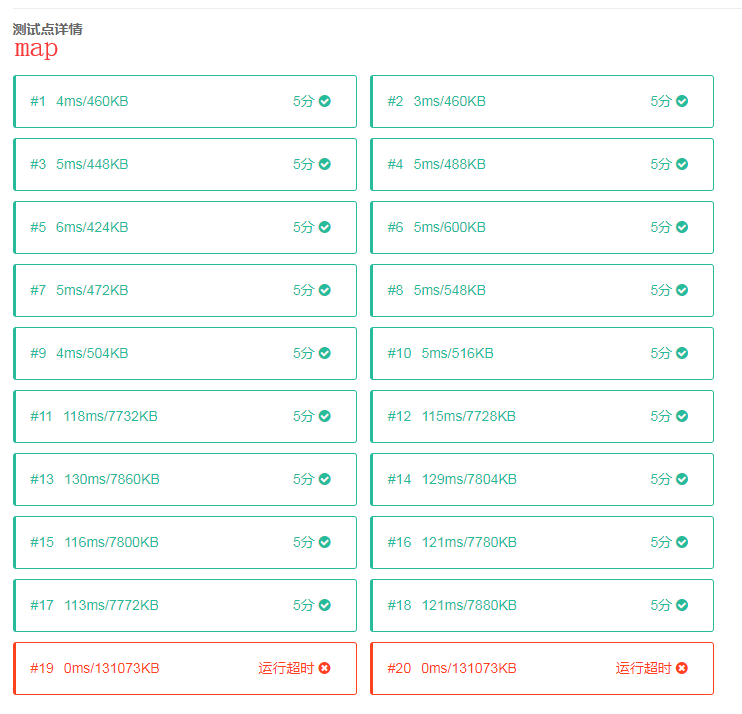 测试点详情
map
#1 4ms/460KB 5分
#2 3ms/460KB 5分
#3 5ms/448KB 5分
#4 5ms/488KB 5分
#5 6ms/424KB 5分
#6 5ms/600KB 5分
#7 5ms/472KB 5分
#8 5ms/548KB 5分
#9 4ms/504KB 5分
#10 5ms/516KB 5分
#11 118ms/7732KB 5分
#12 115ms/7728KB 5分
#13 130ms/7860KB 5分
#14 129ms/7804KB 5分
#15 116ms/7800KB 5分
#16 121ms/7780KB 5分
#17 113ms/7772KB 5分
#18 121ms/7880KB 5分
#19 0ms/131073KB 运行超时
#20 0ms/131073KB 运行超时